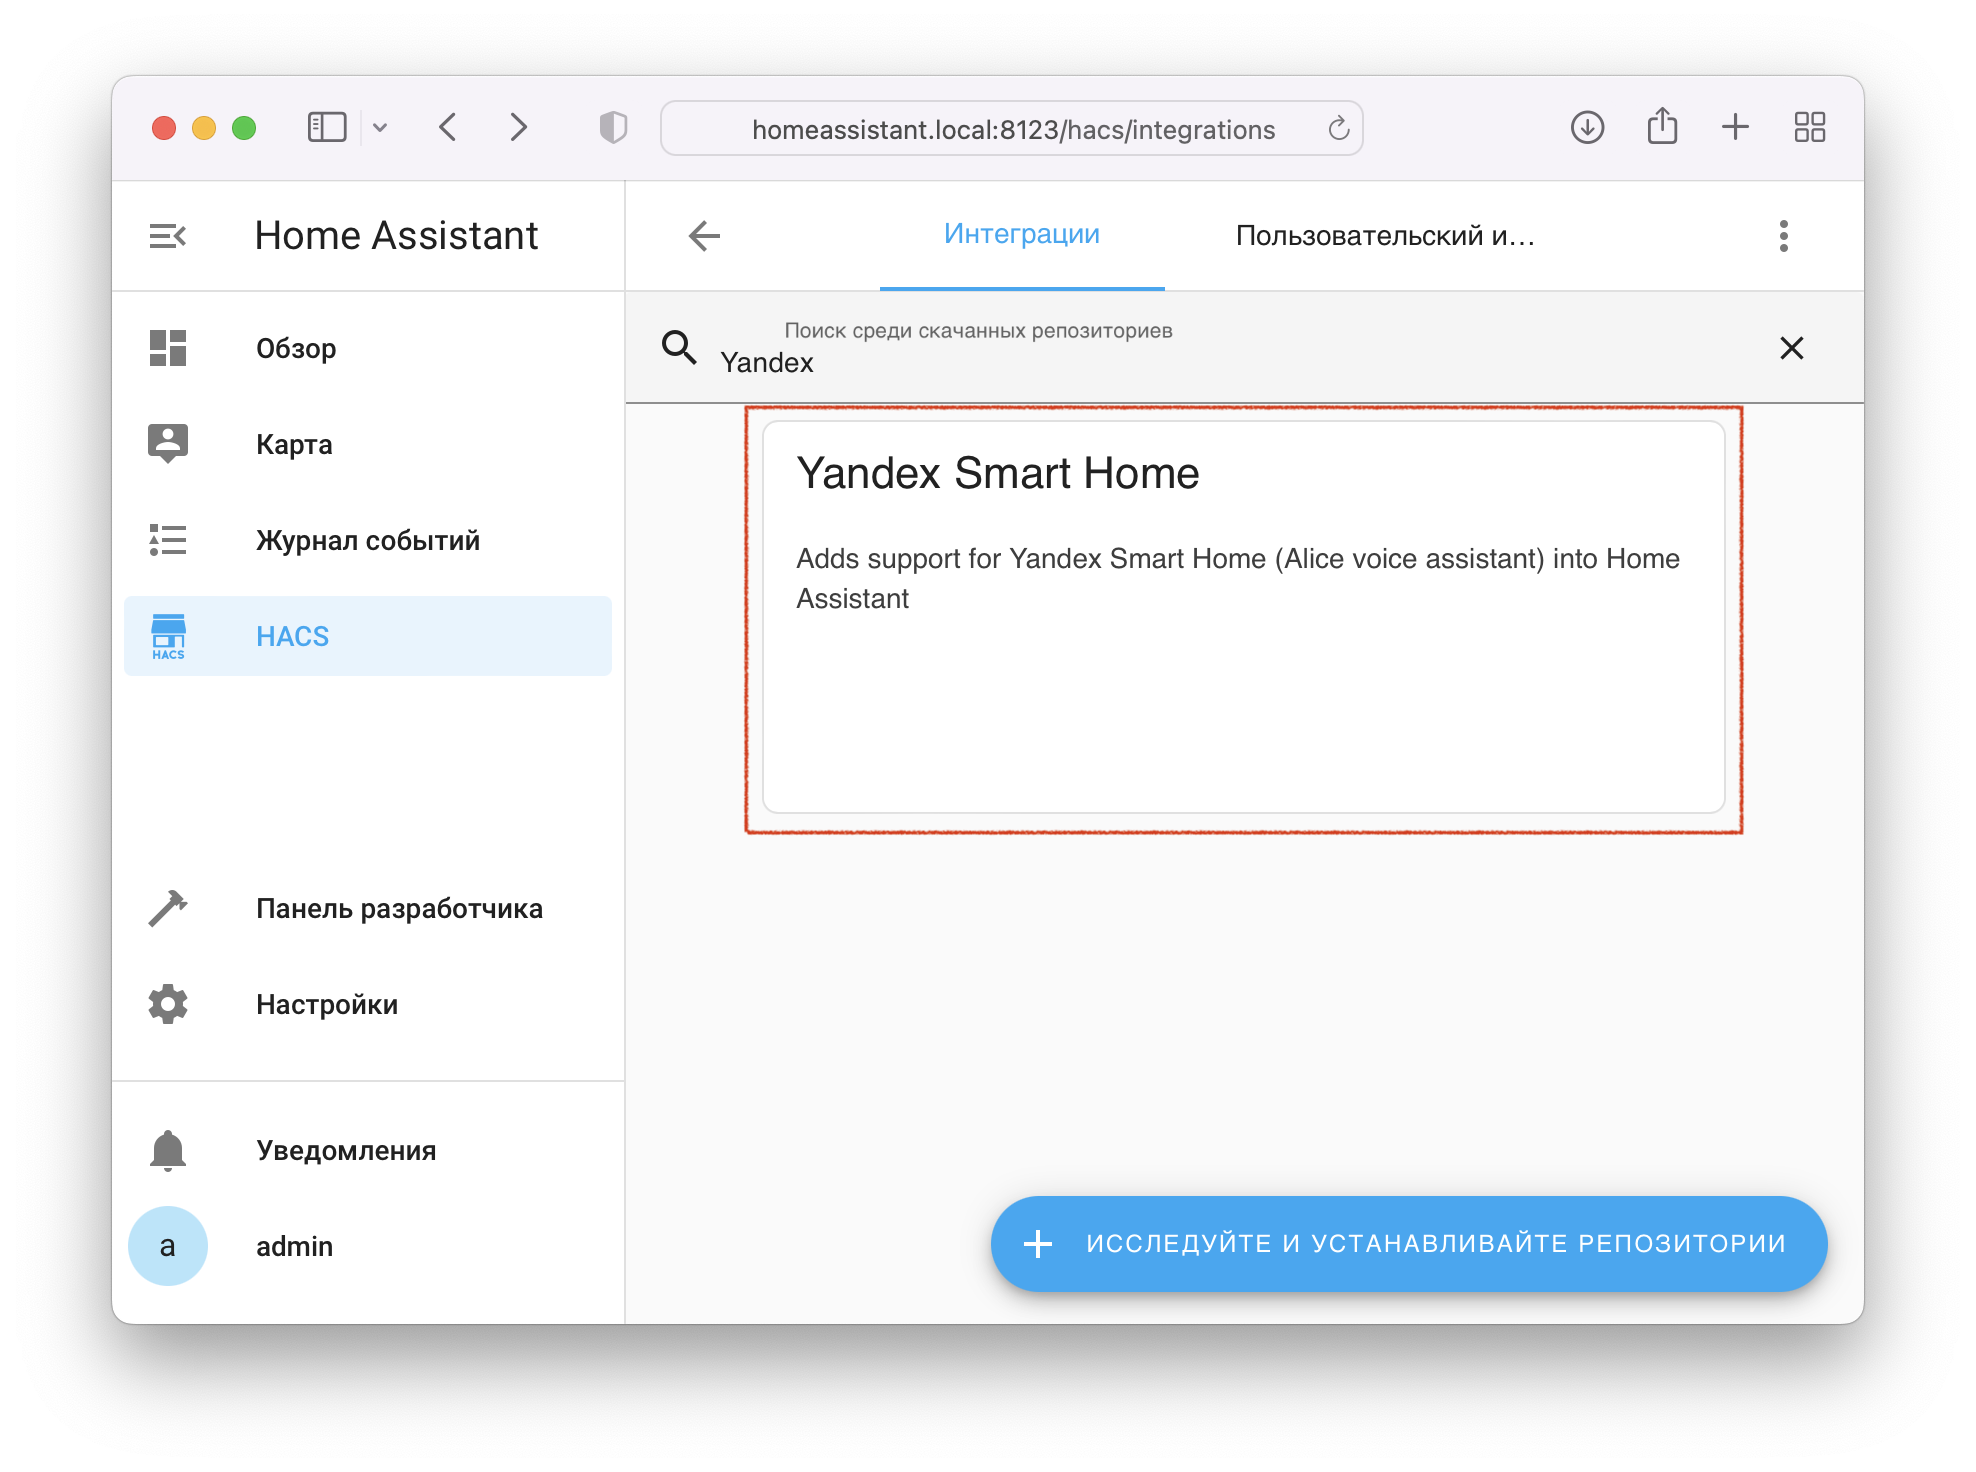 homeassistant.local:8123/hacs/integrations
Home Assistant
Интеграции
Пользовательский и…
Обзор
Карта
Журнал событий
HACS
HACS
Панель разработчика
Настройки
Уведомления
a
admin
Поиск среди скачанных репозиториев
Yandex
Yandex Smart Home
Adds support for Yandex Smart Home (Alice voice assistant) into Home
Assistant
ИССЛЕДУЙТЕ И УСТАНАВЛИВАЙТЕ РЕПОЗИТОРИИ